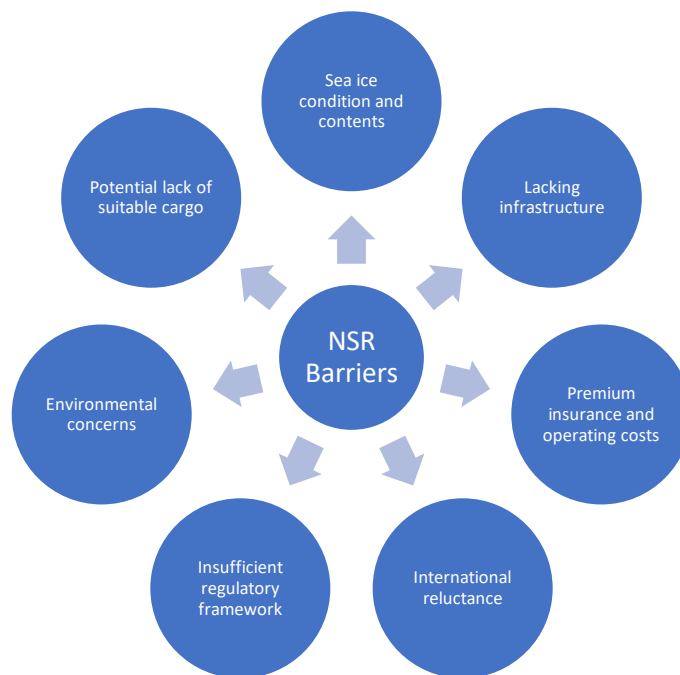 Sea ice
condition and
contents
Lacking
infrastructure
Premium
insurance and
operating costs
International
reluctance
Insufficient
regulatory
framework
Environmental
concerns
Potential lack of
suitable cargo
NSR
Barriers